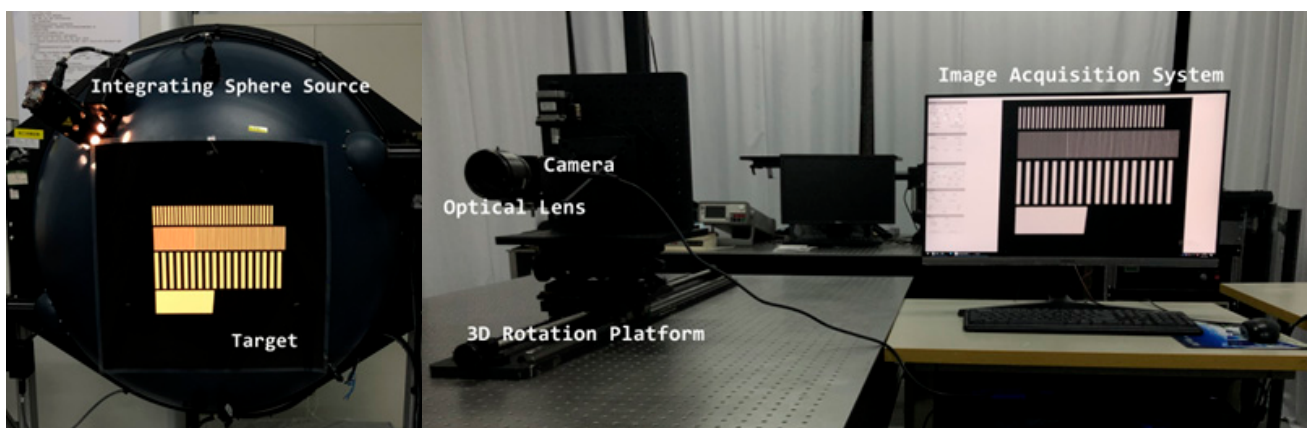 Integrating Sphere Source
Target
Camera
Optical Lens
3D Rotation Platform
Image Acquisition System